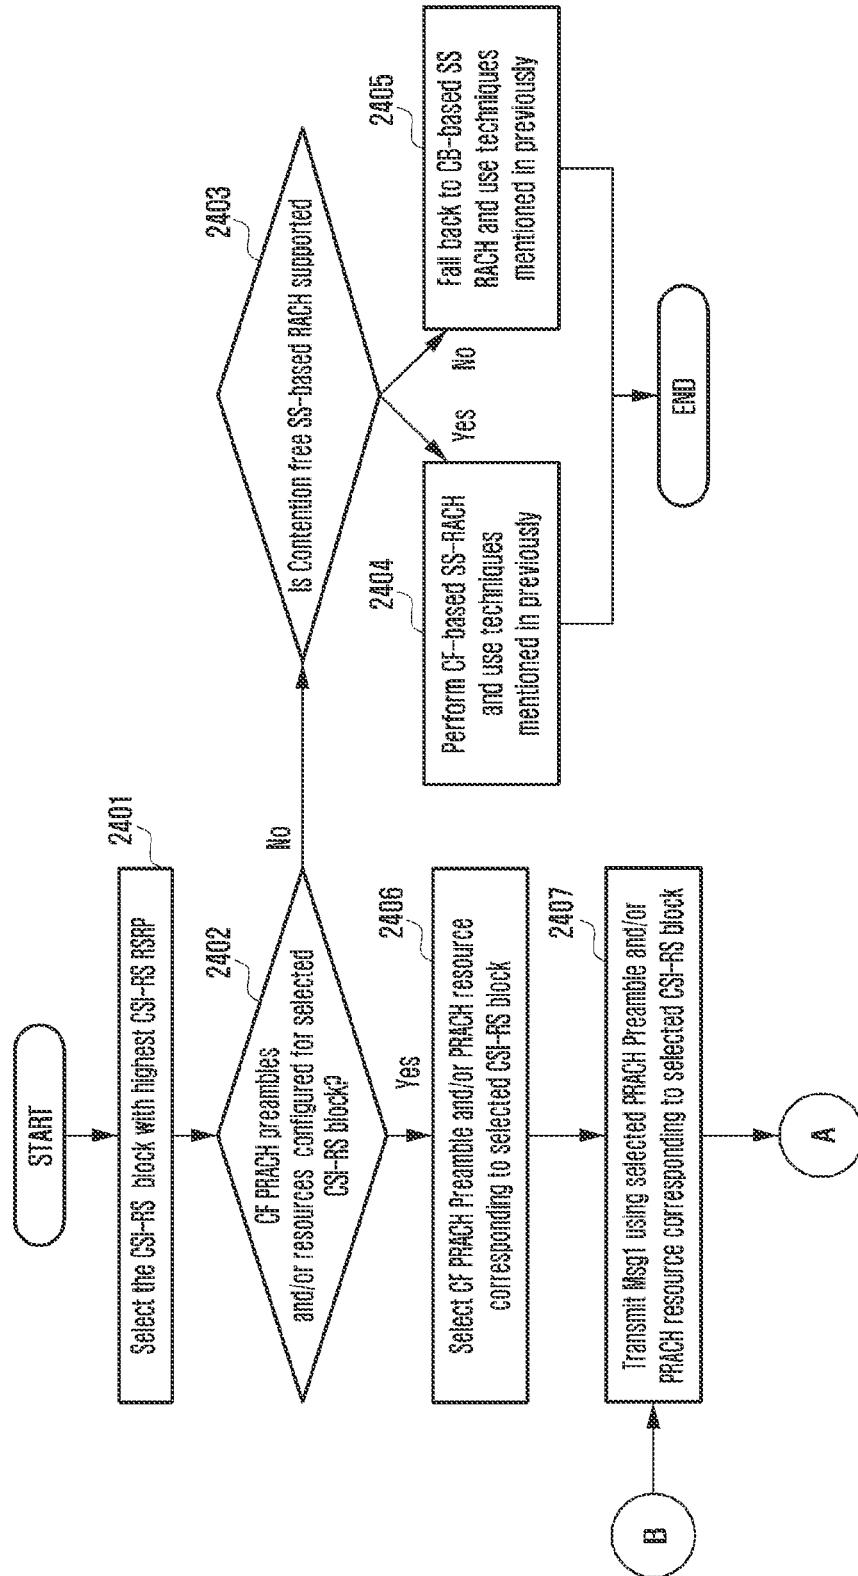 START
2401
Select the CSI-RS block with highest CSI-RS RSRP
2402
CF PRACH preambles
and/or resources configured for selected
CSI-RS block?
No
2403
Is Contention free SS-based RACH supported
Yes
No
2404
Perform CF-based SS-RACH
and use techniques
mentioned in previously
2405
Fall back to CB-based SS
RACH and use techniques
mentioned in previously
END
Yes
2406
Select CF PRACH Preamble and/or PRACH resource
corresponding to selected CSI-RS block
2407
Transmit Msg1 using selected PRACH Preamble and/or
PRACH resource corresponding to selected CSI-RS block
B
A